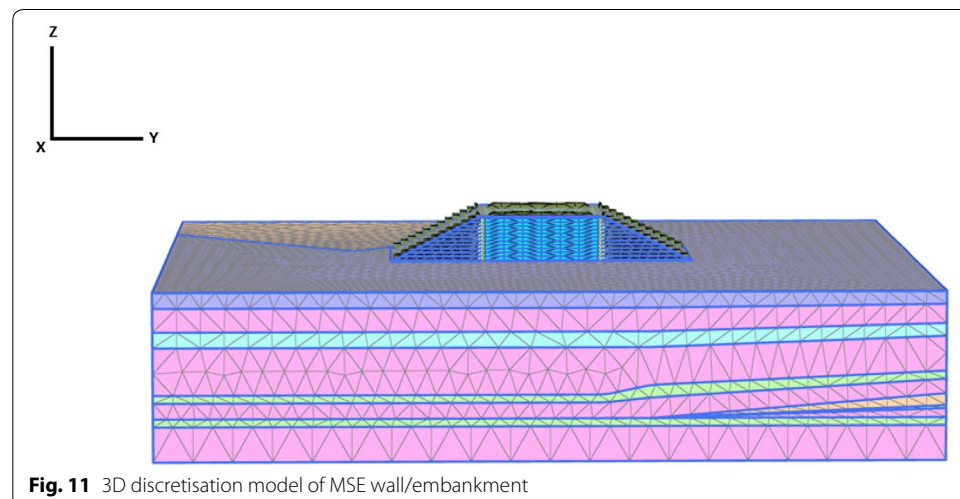 Z
X
Y
Fig. 11 3D discretisation model of MSE wall/embankment